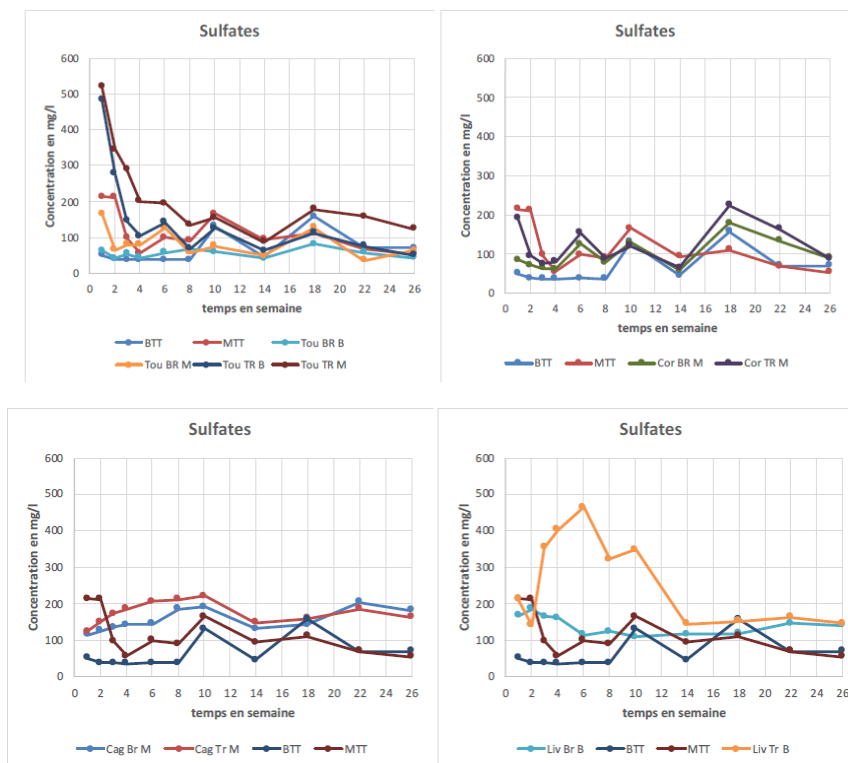 Sulfates
Concentration en mg/l
600
500
400
300
200
100
0
0 2 4 6 8 10 12 14 16 18 20 22 24 26
temps en semaine
BTT MTT Tou BR B
Tou BR M Tou TR B Tou TR M
Sulfates
Concentration en mg/l
600
500
400
300
200
100
0
0 2 4 6 8 10 12 14 16 18 20 22 24 26
temps en semaine
BTT MTT Cor BR M Cor TR M
Sulfates
Concentration en mg/l
600
500
400
300
200
100
0
0 2 4 6 8 10 12 14 16 18 20 22 24 26
temps en semaine
Cag Br M Cag Tr M BTT MTT
Sulfates
Concentration en mg/l
600
500
400
300
200
100
0
0 2 4 6 8 10 12 14 16 18 20 22 24 26
temps en semaine
Liv Br B BTT MTT Liv Tr B